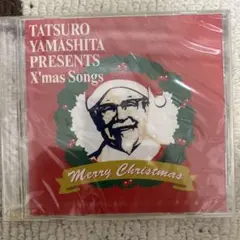 TATSURO
YAMASHITA
PRESENTS
X'mas Songs
Merry Christmas